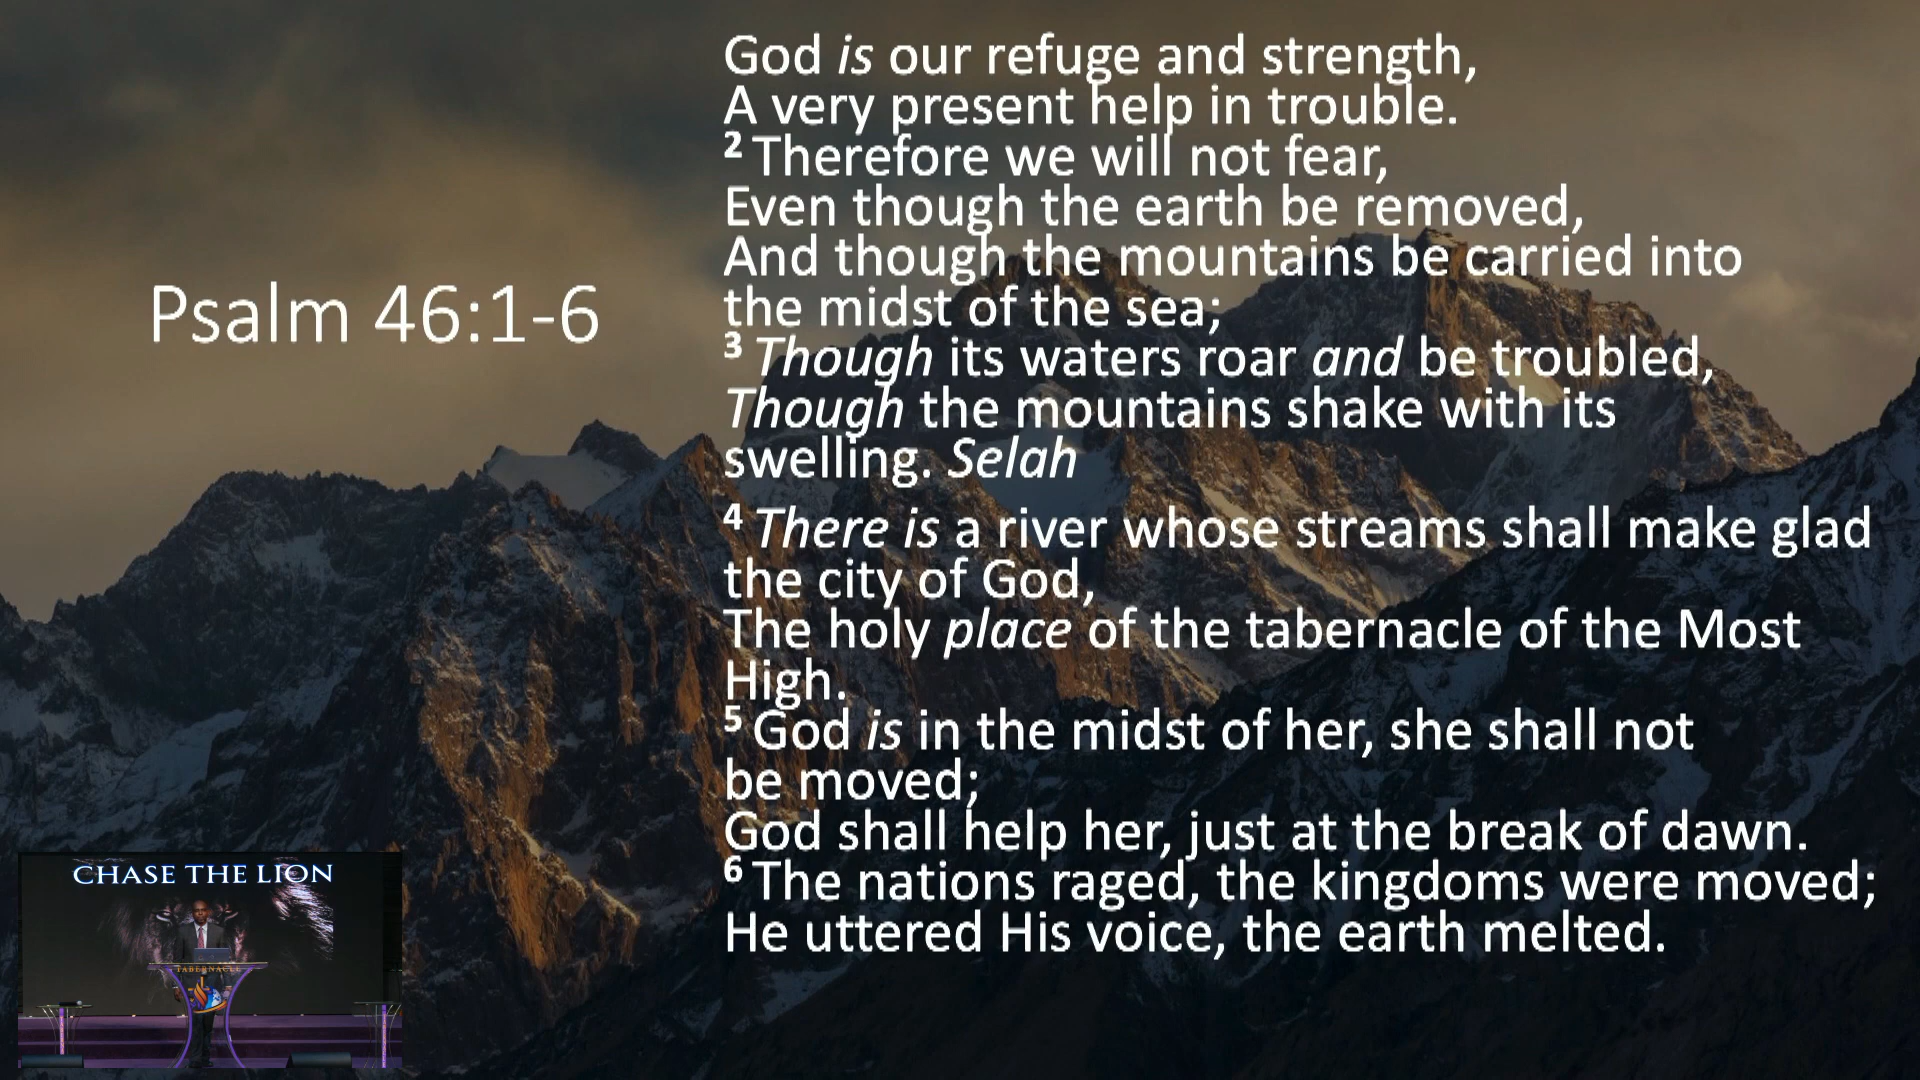 God is our refuge and strength,
A very present help in trouble.
2 Therefore we will not fear,
Even though the earth be removed,
And though the mountains be carried into
the midst of the sea;
3 Though its waters roar and be troubled,
Though the mountains shake with its
swelling. Selah
4 There is a river whose streams shall make glad
the city of God,
The holy place of the tabernacle of the Most
High.
5 God is in the midst of her, she shall not
be moved;
God shall help her, just at the break of dawn.
6 The nations raged, the kingdoms were moved;
He uttered His voice, the earth melted.
Psalm 46:1-6
CHASE THE LION
TABERNACLE